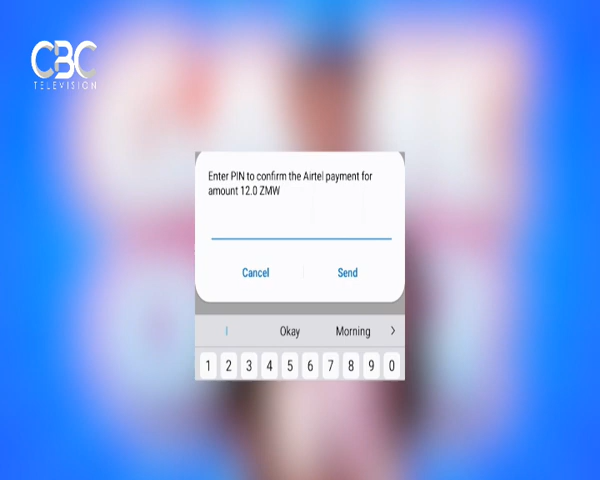 CBC
TELEVISION
Enter PIN to confirm the Airtel payment for
amount 12.0 ZMW
Cancel Send
I Okay Morning >
1 2 3 4 5 6 7 8 9 0